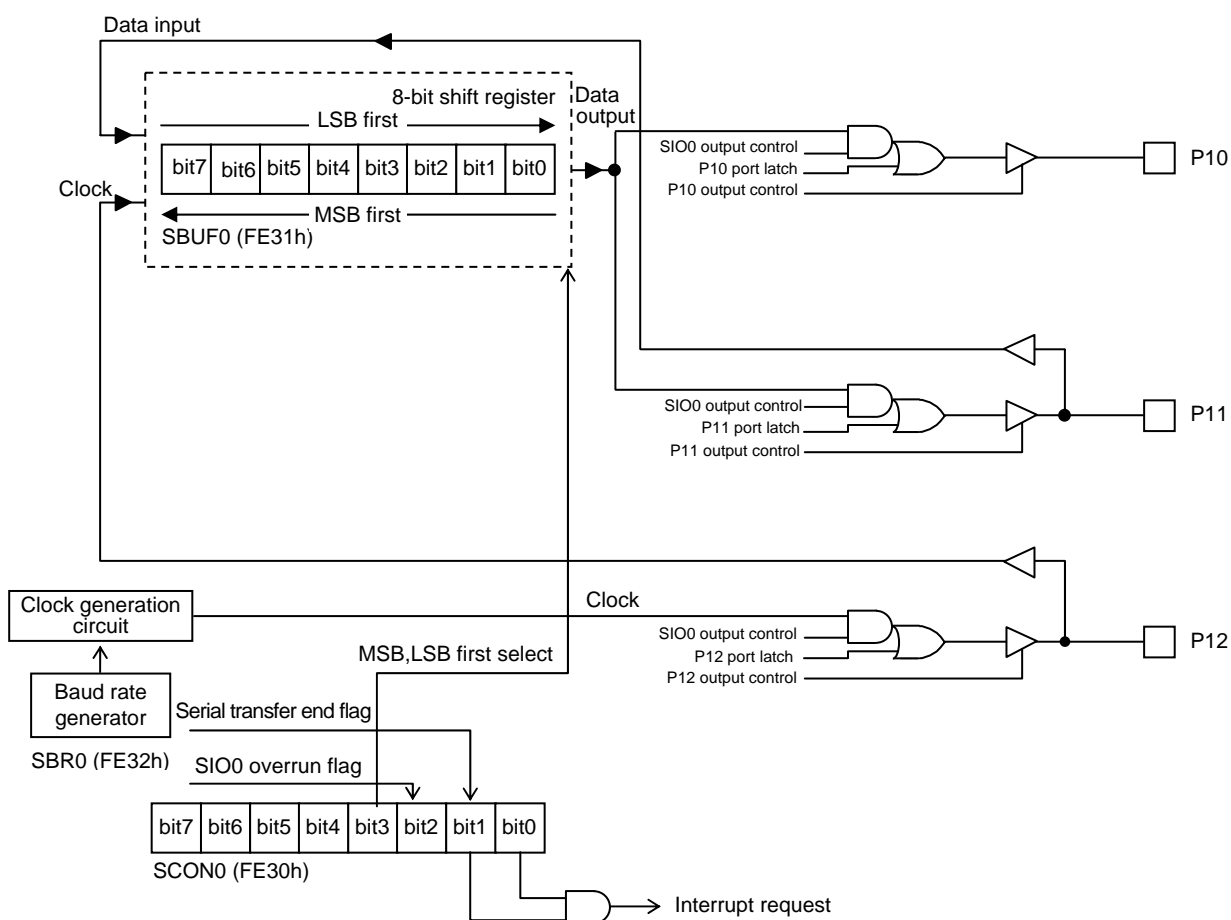 Data input
8-bit shift register
Data output
LSB first
bit7 bit6 bit5 bit4 bit3 bit2 bit1 bit0
Clock
MSB first
SBUF0 (FE31h)
SIO0 output control
P10 port latch
P10 output control
P10
SIO0 output control
P11 port latch
P11 output control
P11
Clock generation
circuit
Clock
SIO0 output control
P12 port latch
P12 output control
P12
MSB,LSB first select
Baud rate
generator
SBR0 (FE32h)
Serial transfer end flag
SIO0 overrun flag
bit7 bit6 bit5 bit4 bit3 bit2 bit1 bit0
SCON0 (FE30h)
Interrupt request